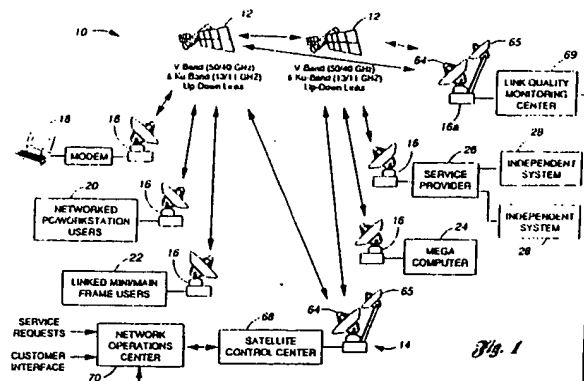 10
12
12
V Band (50/40 GHZ)
& Ku-Band (13/11 GHZ)
Up-Down Links
V Band (50/40 GHZ)
& Ku-Band (13/11 GHZ)
Up-Down Links
64
65
69
LINK QUALITY
MONITORING
CENTER
16a
18
MODEM
16
16
26
SERVICE
PROVIDER
28
INDEPENDENT
SYSTEM
INDEPENDENT
SYSTEM
28
20
NETWORKED
PC/WORKSTATION
USERS
16
16
24
MEGA
COMPUTER
22
LINKED MINI/MAIN
FRAME USERS
16
64
65
SERVICE
REQUESTS
CUSTOMER
INTERFACE
NETWORK
OPERATIONS
CENTER
70
68
SATELLITE
CONTROL CENTER
14
Fig. 1